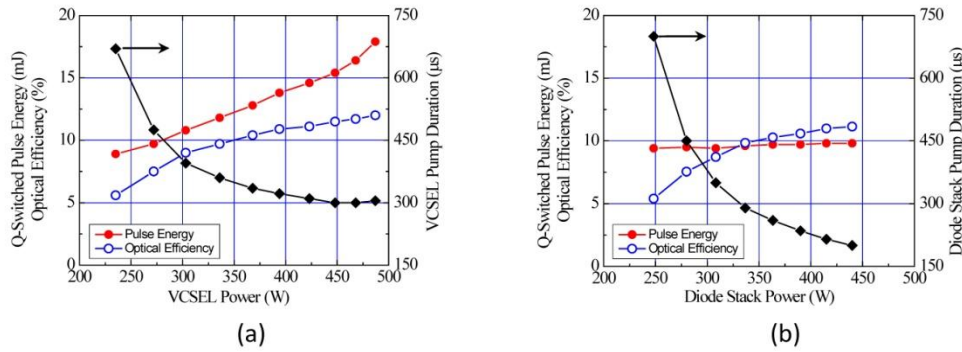 20
15
10
5
0
Q-Switched Pulse Energy (mJ)
Optical Efficiency (%)
750
600
450
300
150
VCSEL Pump Duration (µs)
Pulse Energy
Optical Efficiency
200 250 300 350 400 450 500
VCSEL Power (W)
(a)
20
15
10
5
0
Q-Switched Pulse Energy (mJ)
Optical Efficiency (%)
750
600
450
300
150
Diode Stack Pump Duration (µs)
Pulse Energy
Optical Efficiency
200 250 300 350 400 450 500
Diode Stack Power (W)
(b)